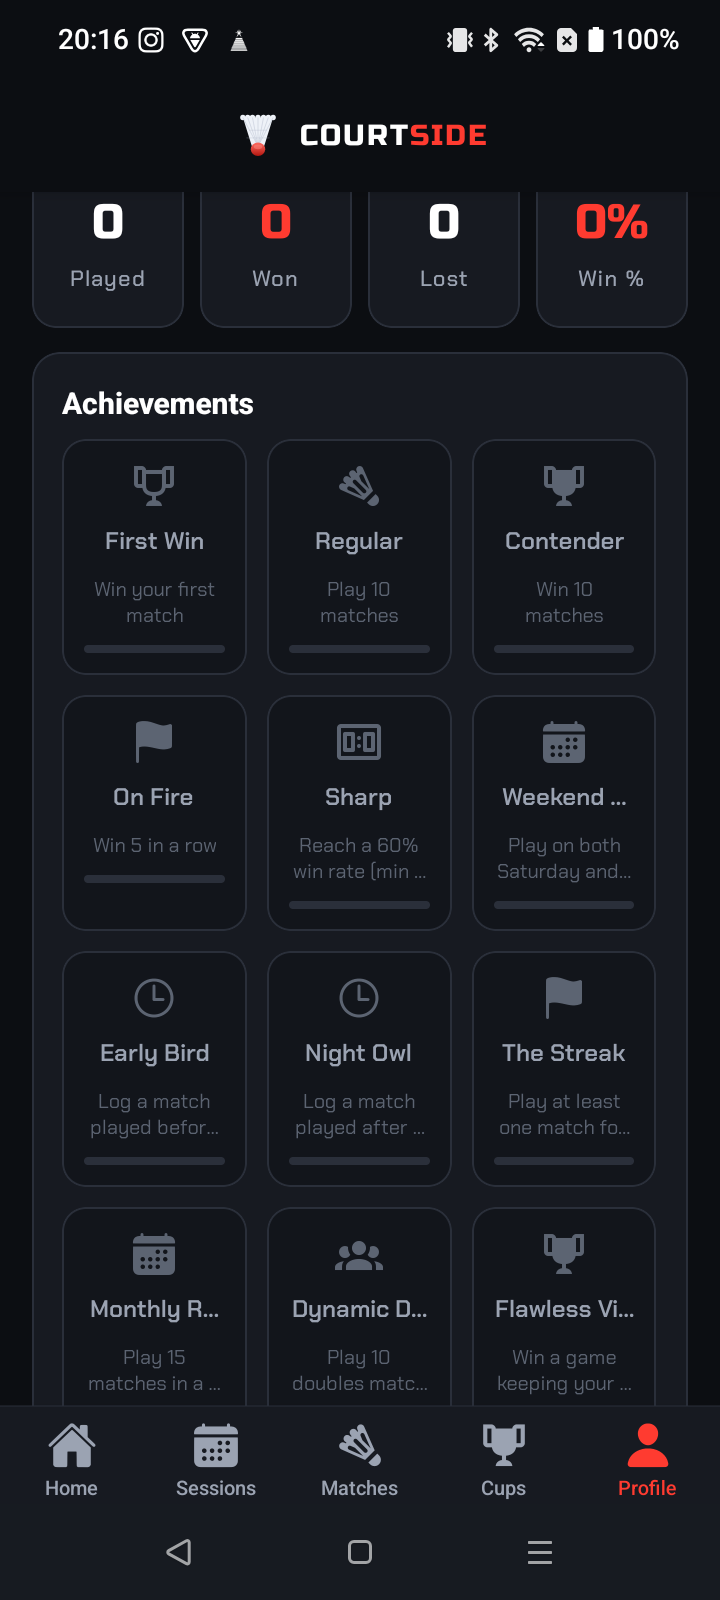 20:16
100%
COURTSIDE
0 0 0 0%
Played Won Lost Win %
Achievements
First Win
Win your first
match
Regular
Play 10
matches
Contender
Win 10
matches
On Fire
Win 5 in a row
Sharp
Reach a 60%
win rate (min ...
Weekend ...
Play on both
Saturday and...
Early Bird
Log a match
played befor...
Night Owl
Log a match
played after ...
The Streak
Play at least
one match fo...
Monthly R...
Play 15
matches in a ...
Dynamic D...
Play 10
doubles matc...
Flawless Vi...
Win a game
keeping your ...
Home Sessions Matches Cups Profile